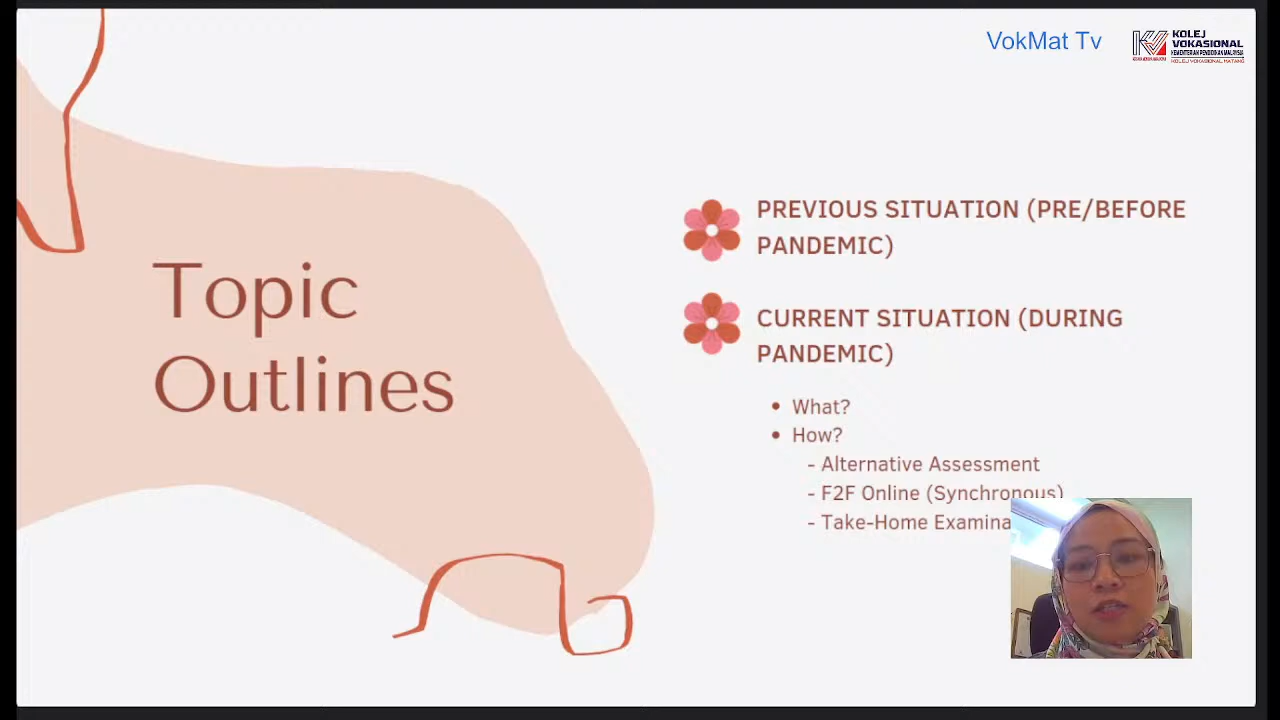 VokMat Tv
KOLEJ
VOKASIONAL
KEMENTERIAN PENDIDIKAN MALAYSIA
KOLEJ VOKASIONAL MATANG
Topic
Outlines
PREVIOUS SITUATION (PRE/BEFORE
PANDEMIC)
CURRENT SITUATION (DURING
PANDEMIC)
• What?
• How?
- Alternative Assessment
- F2F Online (Synchronous)
- Take-Home Examina